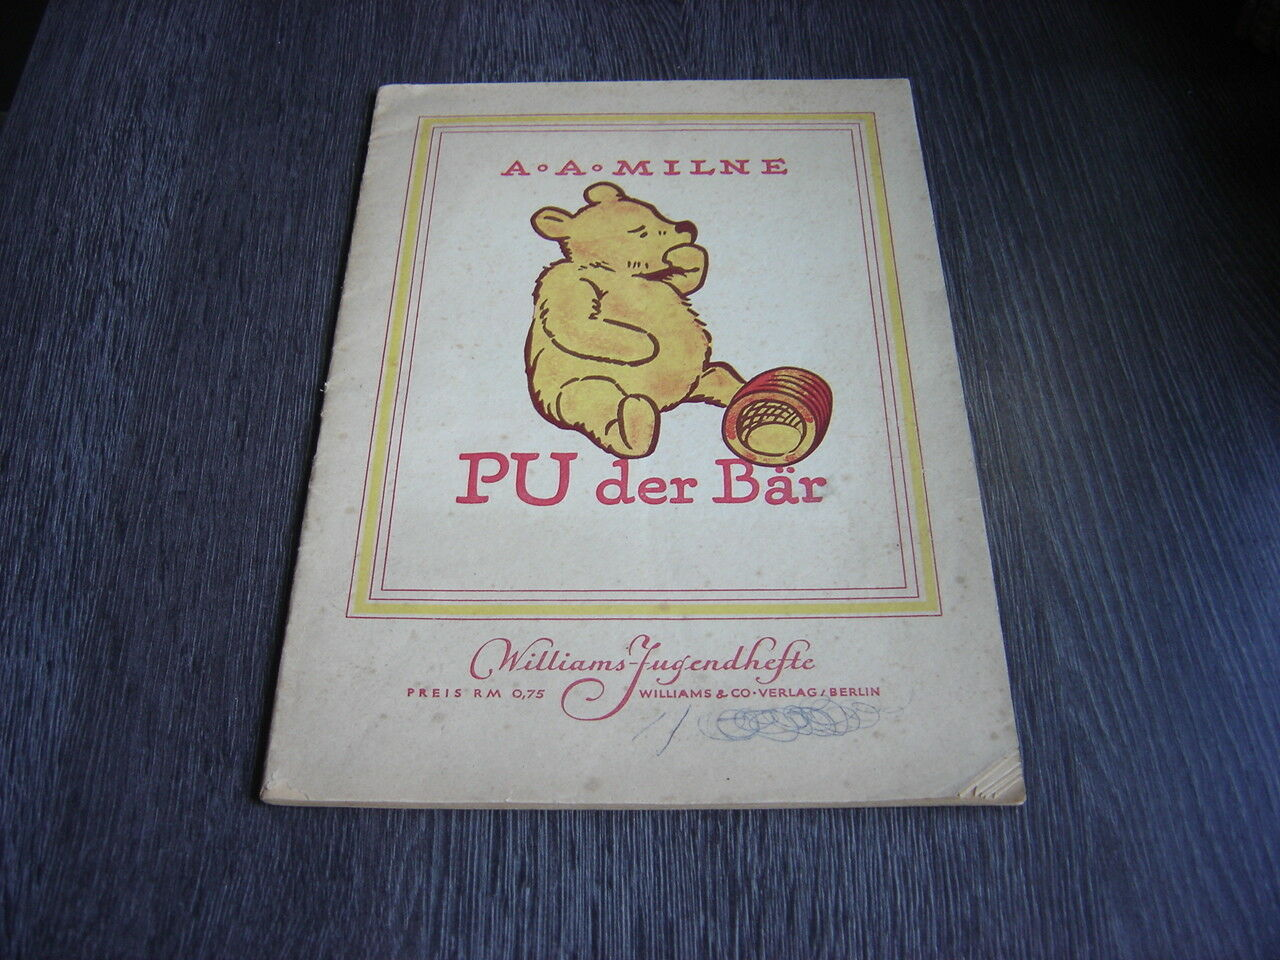 A∘A∘MILNE
PU der Bär
Williams-Jugendhefte
PREIS RM 0,75 WILLIAMS & CO·VERLAG/BERLIN